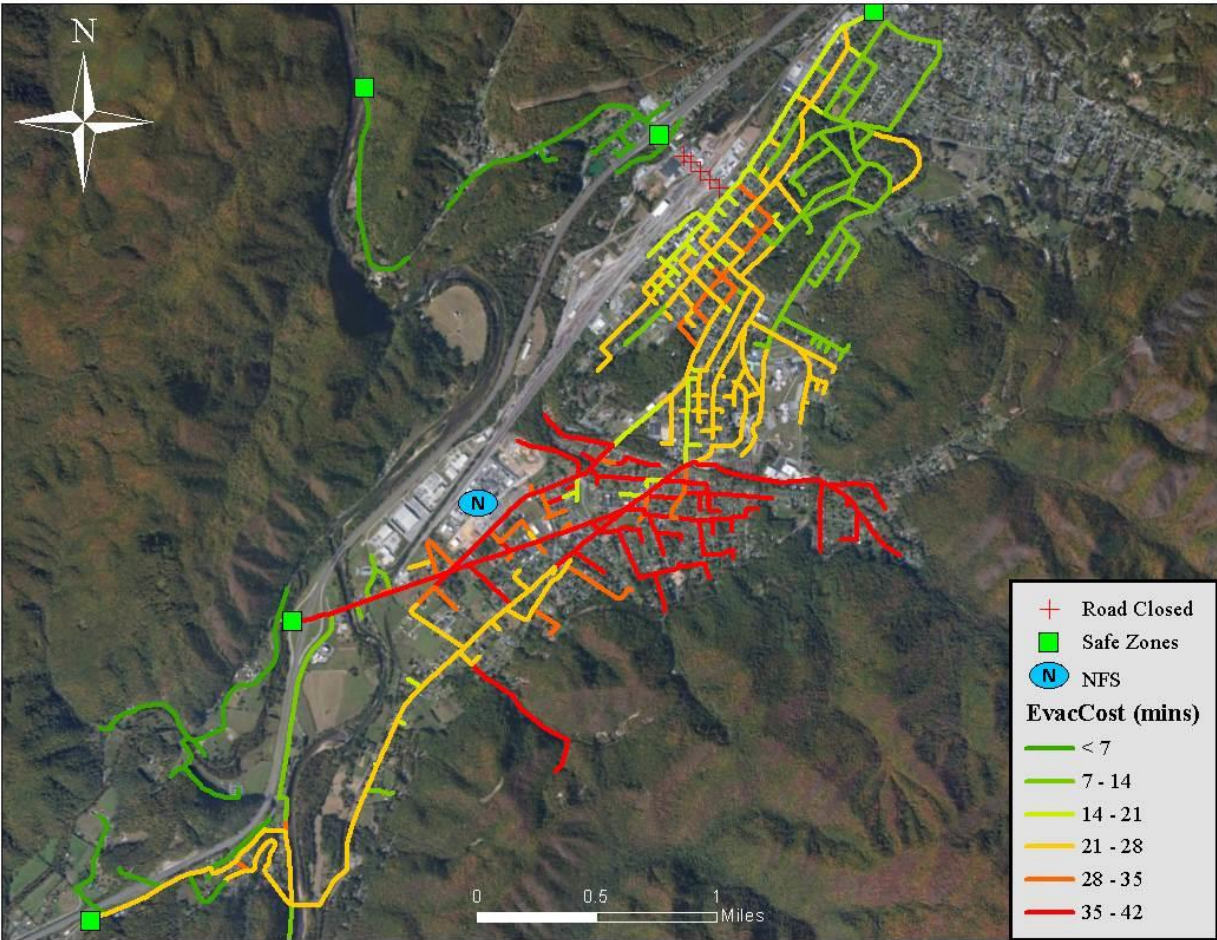 N
N
Road Closed
Safe Zones
N NFS
EvacCost (mins)
< 7
7 - 14
14 - 21
21 - 28
28 - 35
35 - 42
0 0.5 1
Miles